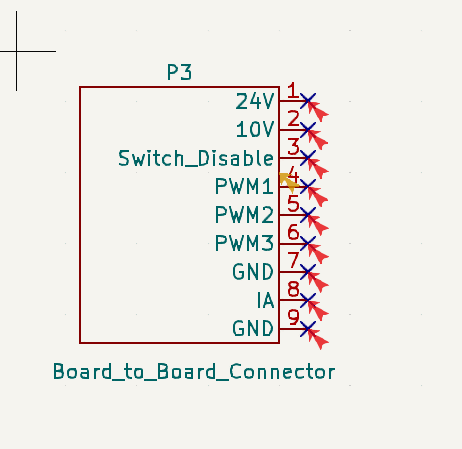 P3
24V 1
10V 2
Switch_Disable 3
PWM1 4
PWM2 5
PWM3 6
GND 7
IA 8
GND 9
Board_to_Board_Connector